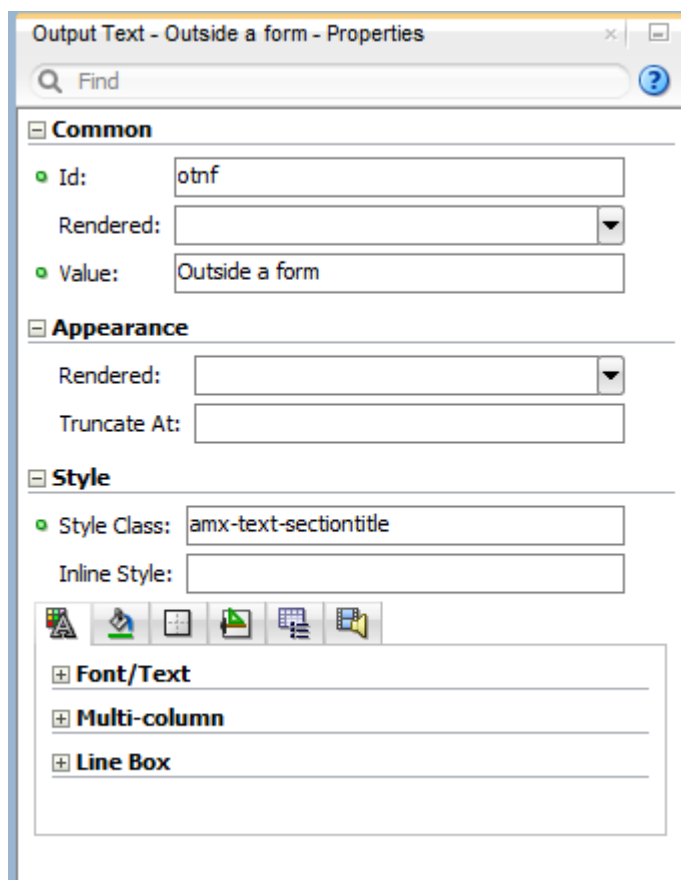 Output Text - Outside a form - Properties
Find
Common
Id: otnf
Rendered:
Value: Outside a form
Appearance
Rendered:
Truncate At:
Style
Style Class: amx-text-sectiontitle
Inline Style:
Font/Text
Multi-column
Line Box